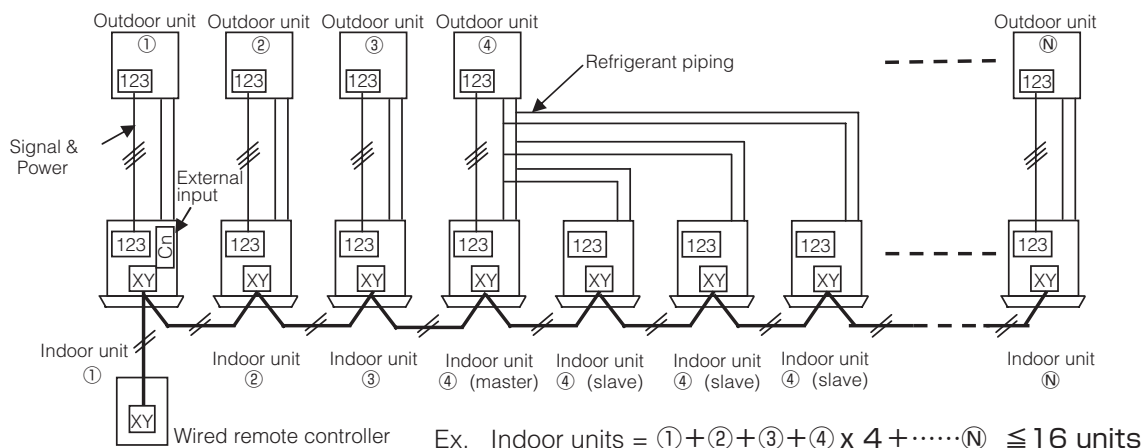 Outdoor unit Outdoor unit Outdoor unit Outdoor unit Outdoor unit
① ② ③ ④ Ⓝ
Refrigerant piping
123 123 123 123 123
Signal &
Power
External
input
123 Cn 123 123 123 123 123 123 123
XY XY XY XY XY XY XY XY
Indoor unit Indoor unit Indoor unit Indoor unit Indoor unit Indoor unit Indoor unit Indoor unit
① ② ③ ④ (master) ④ (slave) ④ (slave) ④ (slave) Ⓝ
XY
Wired remote controller
Ex. Indoor units = ①+②+③+④ x 4 +……Ⓝ ≦16 units